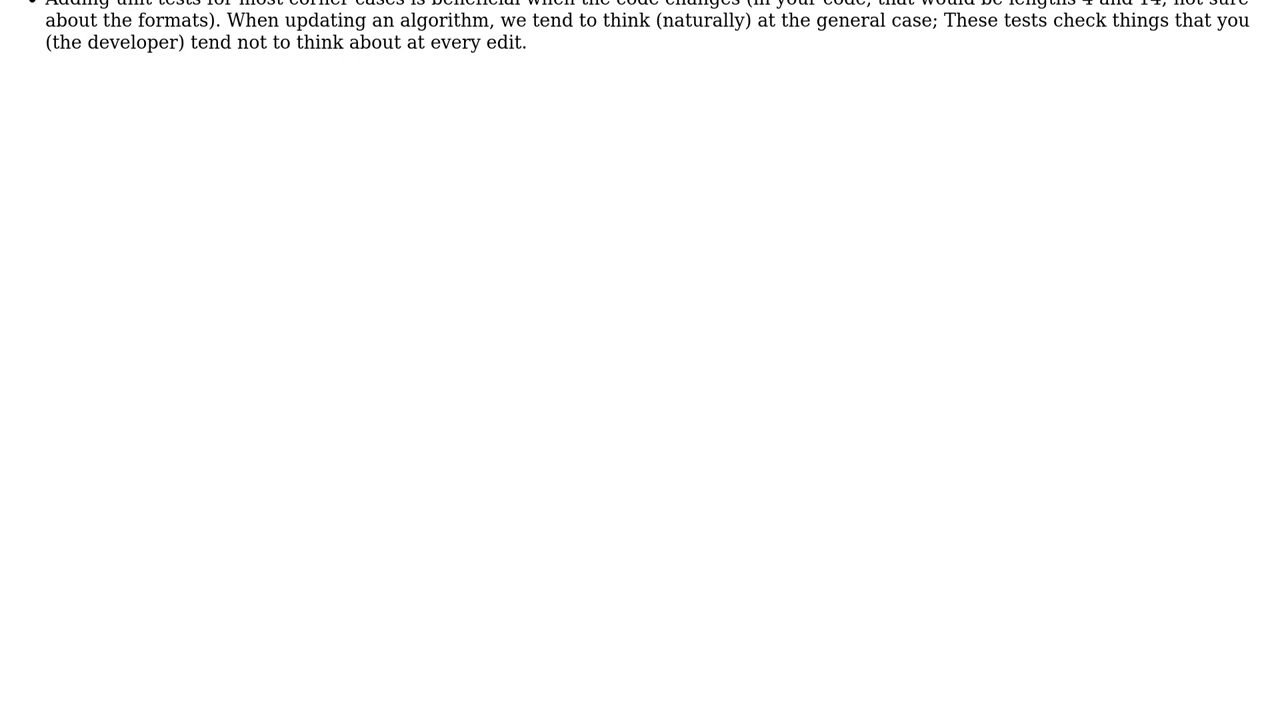 • Adding unit tests for most corner cases is beneficial when the code changes (in your code, that would be lengths 4 and 14, not sure
about the formats). When updating an algorithm, we tend to think (naturally) at the general case; These tests check things that you
(the developer) tend not to think about at every edit.